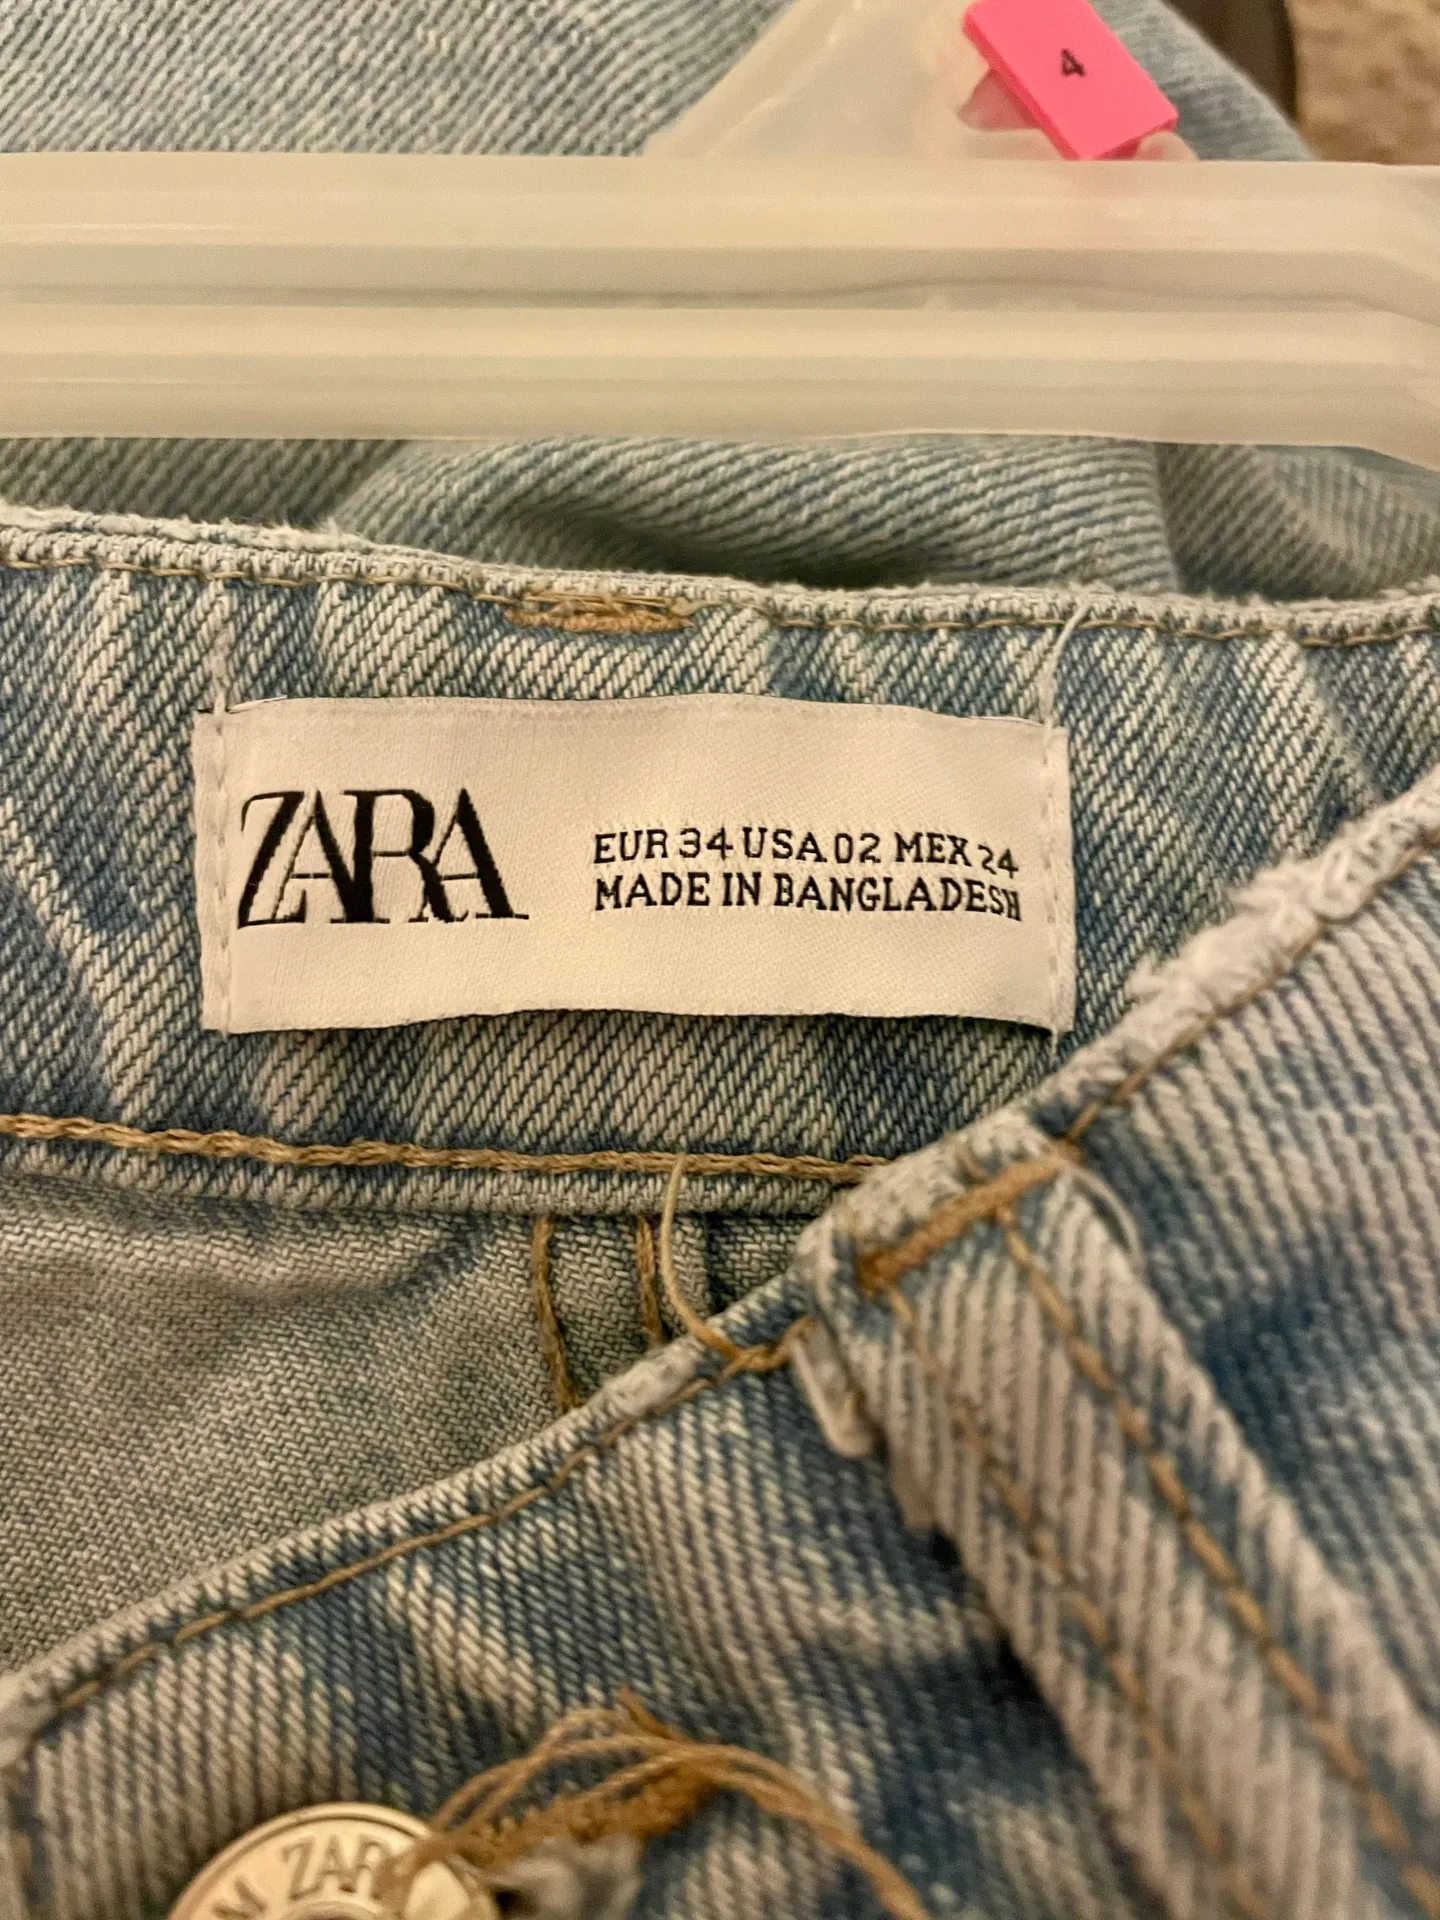 4
ZARA
EUR 34 USA 02 MEX 24
MADE IN BANGLADESH
ZARA